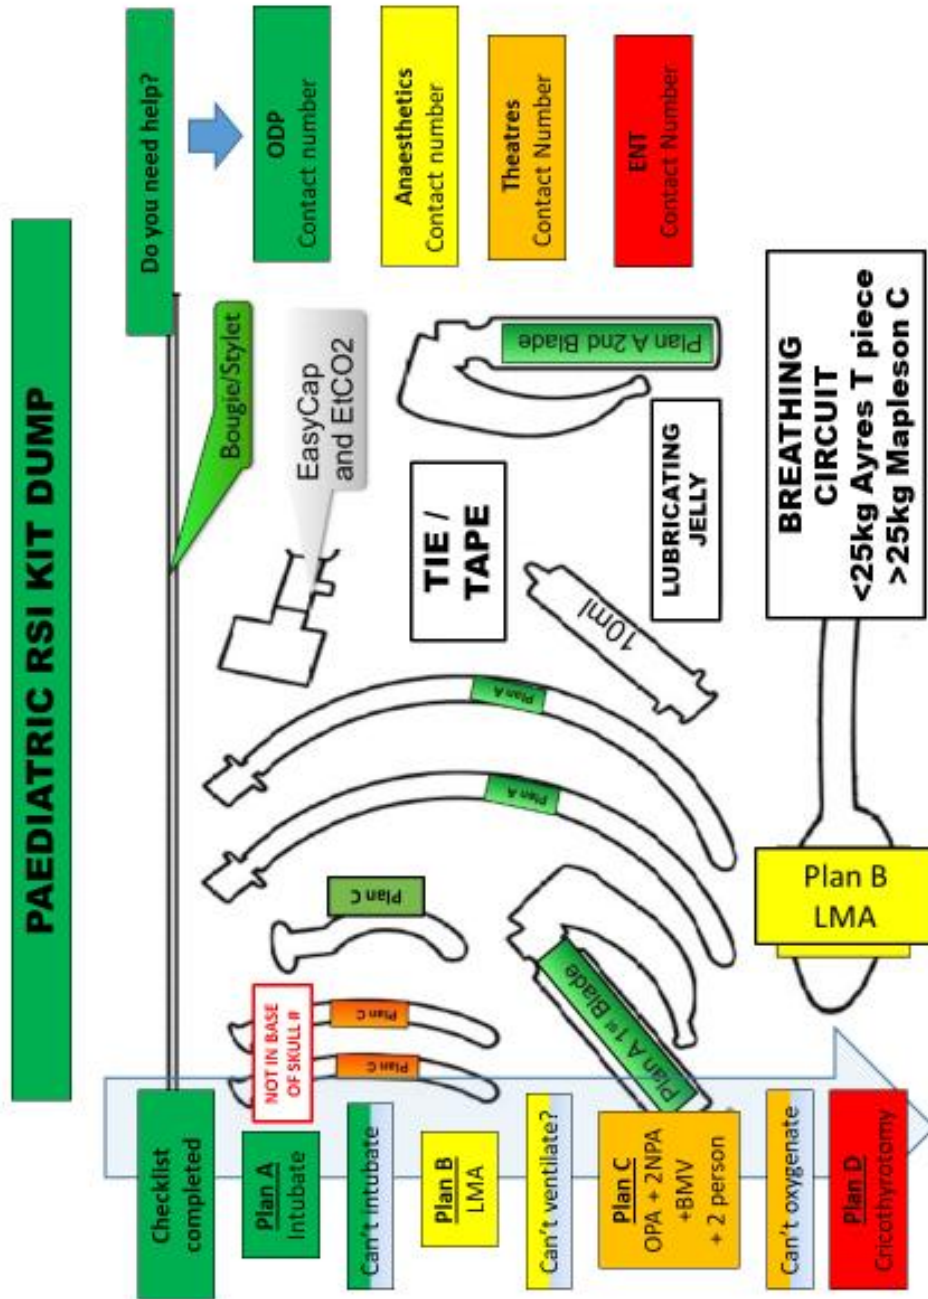 PAEDIATRIC RSI KIT DUMP
Checklist
completed
Plan A
Intubate
Can't intubate
Plan B
LMA
Can't ventilate?
Plan C
OPA + 2NPA
+BMV
+ 2 person
Can't oxygenate
Plan D
Cricothyrotomy
NOT IN BASE
OF SKULL #
Plan C
Plan C
Plan C
Plan A 1st Blade
Plan A
Plan A
Bougie/Stylet
EasyCap
and EtCO2
TIE /
TAPE
10ml
LUBRICATING
JELLY
Plan A 2nd Blade
Plan B
LMA
BREATHING
CIRCUIT
<25kg Ayres T piece
>25kg Mapleson C
Do you need help?
ODP
Contact number
Anaesthetics
Contact number
Theatres
Contact Number
ENT
Contact Number